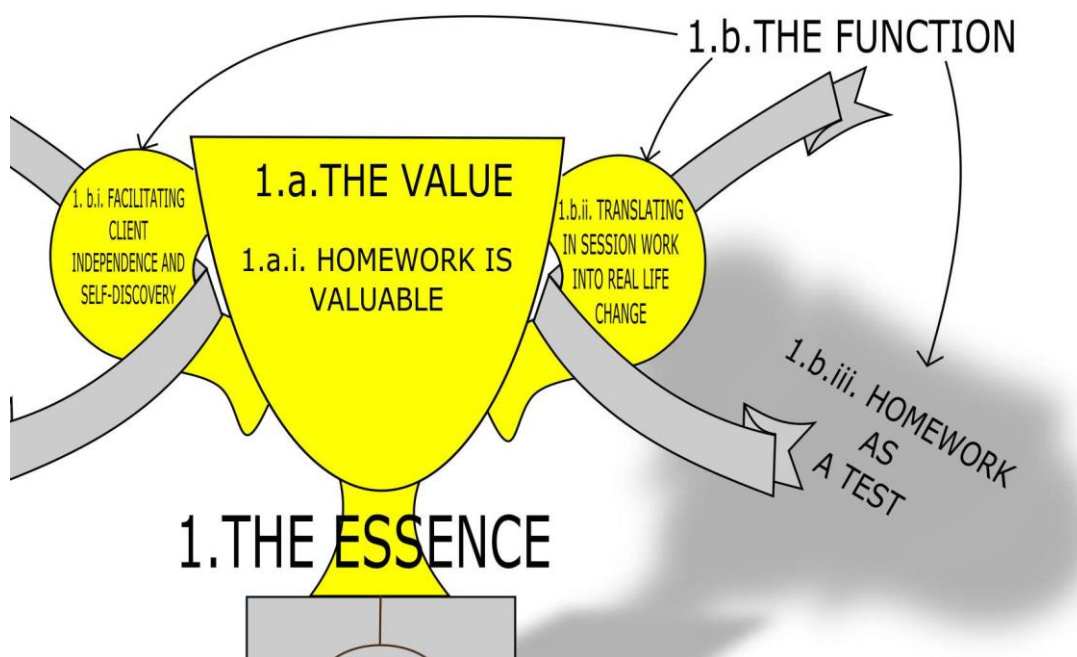 1.b.THE FUNCTION
1.a.THE VALUE
1.a.i. HOMEWORK IS
VALUABLE
1. b.i. FACILITATING
CLIENT
INDEPENDENCE AND
SELF-DISCOVERY
1.b.ii. TRANSLATING
IN SESSION WORK
INTO REAL LIFE
CHANGE
1.b.iii. HOMEWORK
AS
A TEST
1.THE ESSENCE